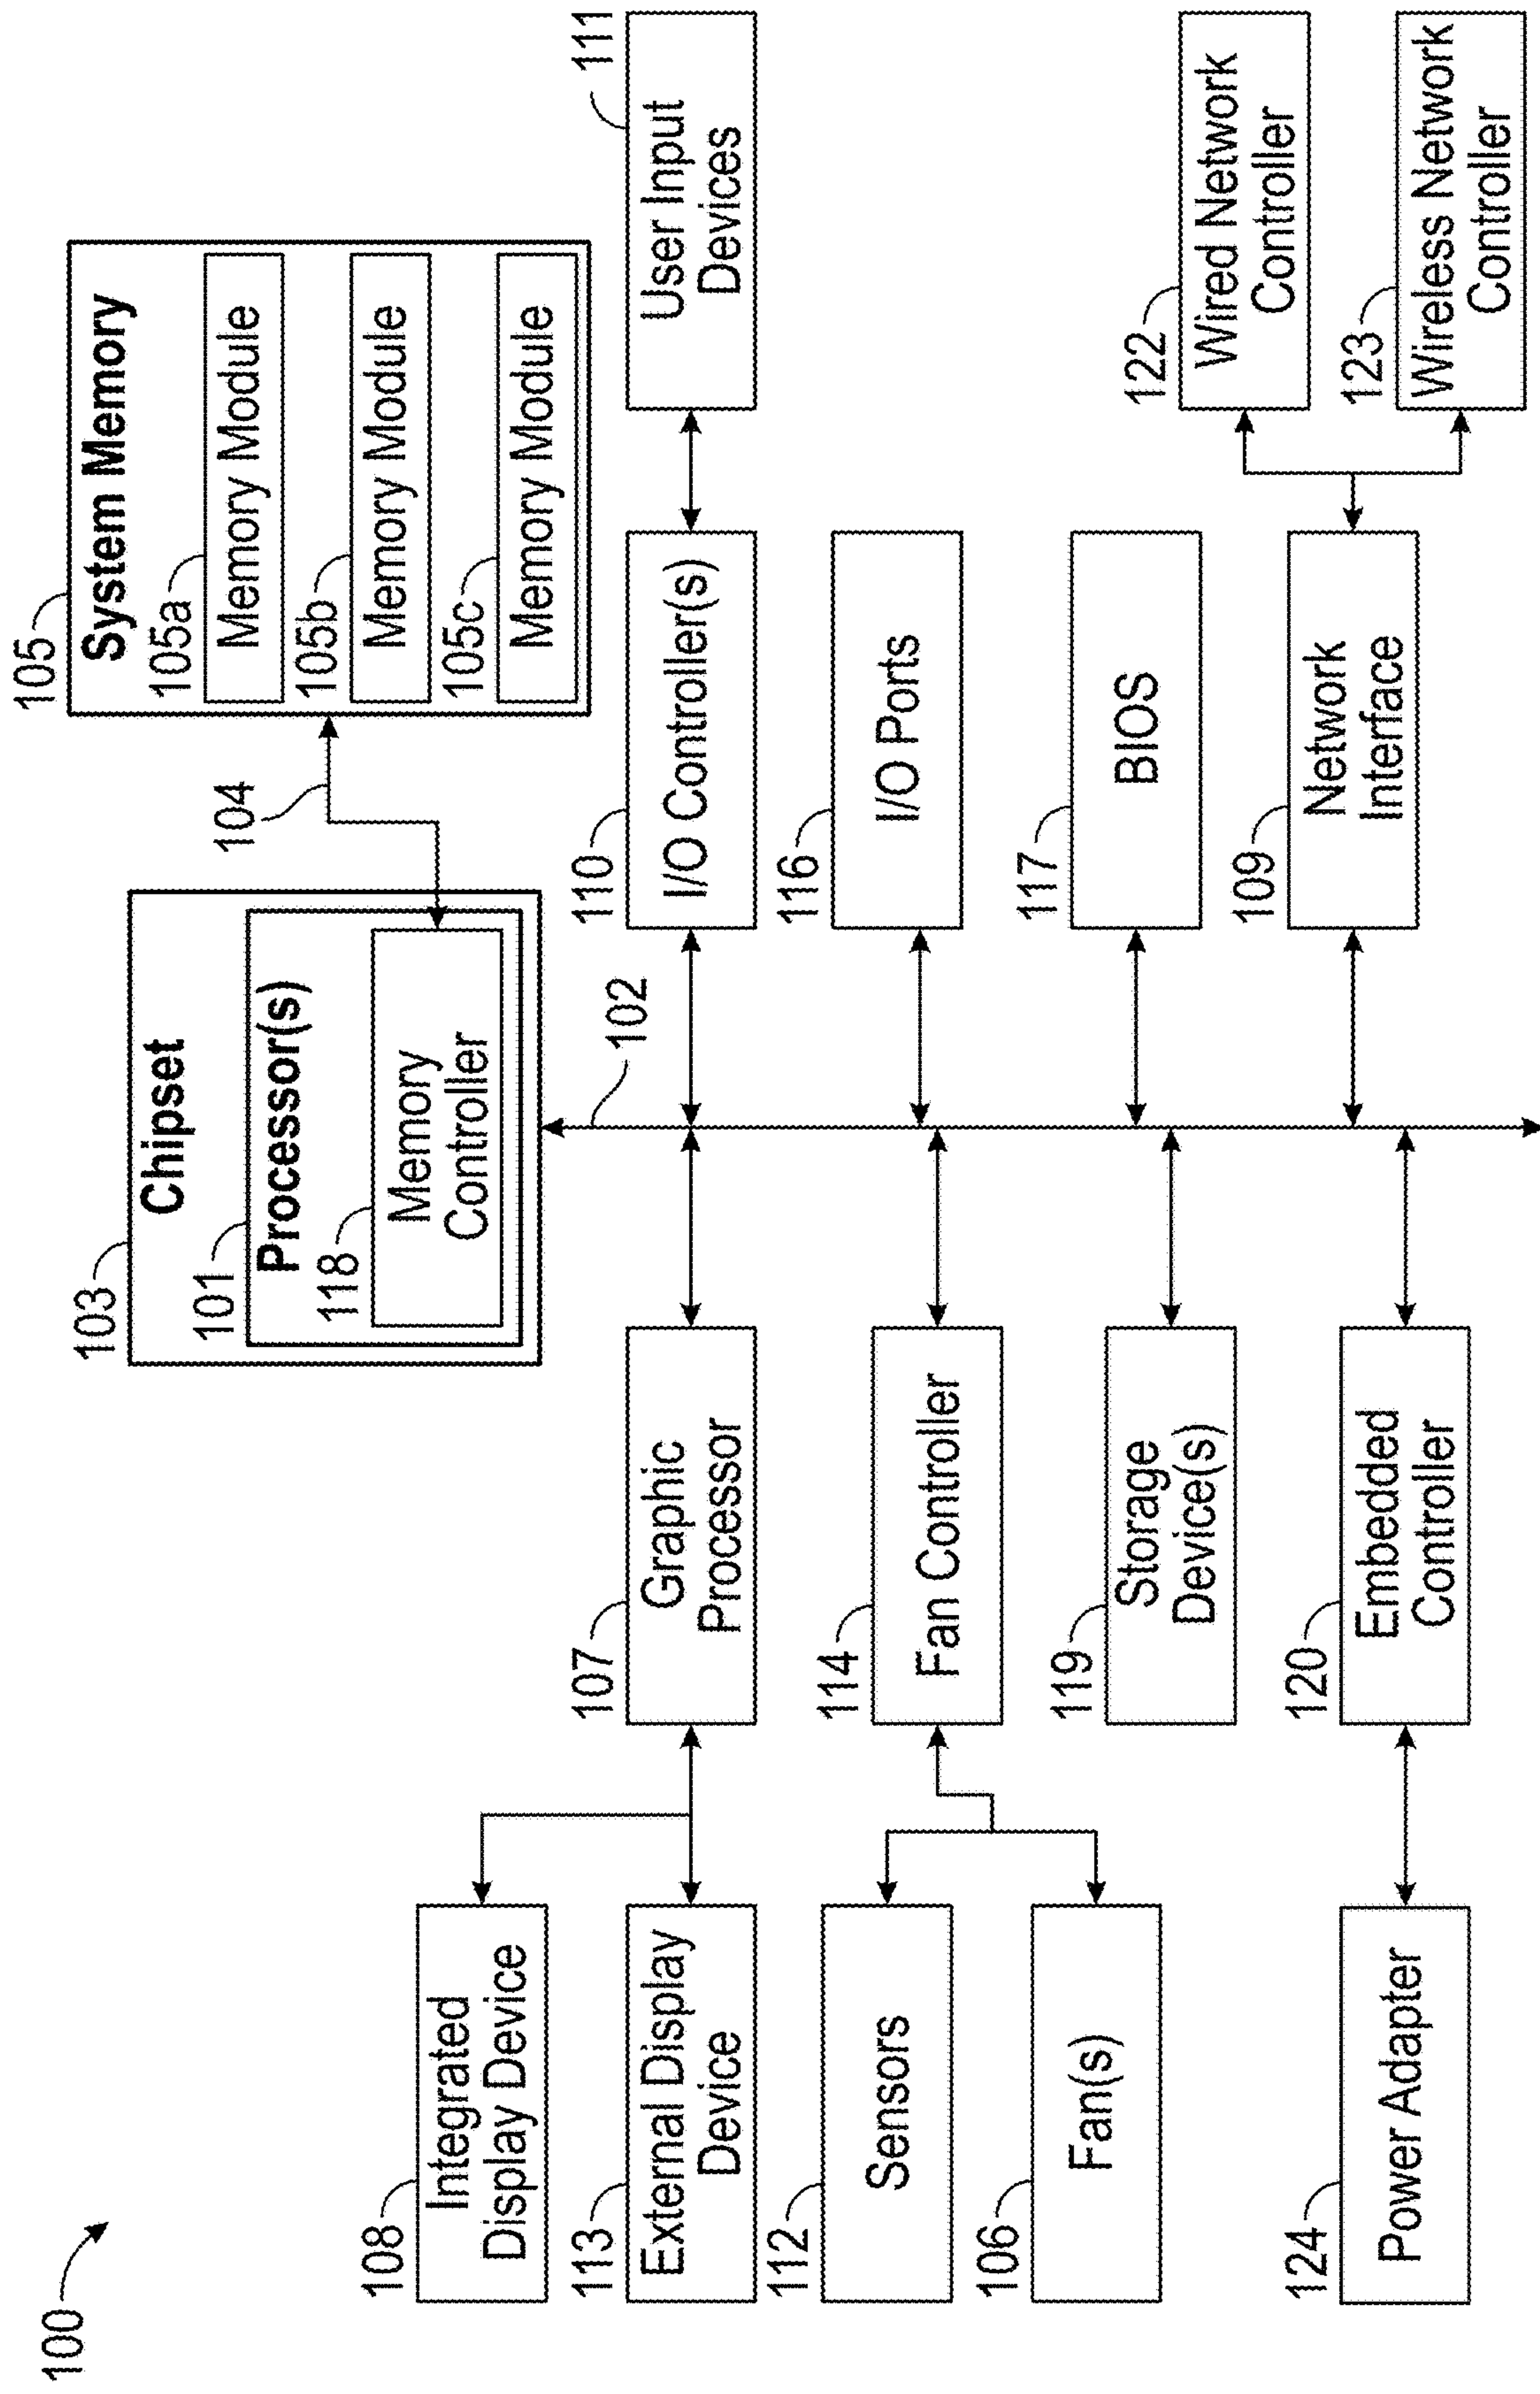 100
103
Chipset
101
Processor(s)
118
Memory
Controller
104
105
System Memory
105a
Memory Module
105b
Memory Module
105c
Memory Module
102
108
Integrated
Display Device
113
External Display
Device
107
Graphic
Processor
110
I/O Controller(s)
111
User Input
Devices
112
Sensors
106
Fan(s)
114
Fan Controller
116
I/O Ports
119
Storage
Device(s)
117
BIOS
124
Power Adapter
120
Embedded
Controller
109
Network
Interface
122
Wired Network
Controller
123
Wireless Network
Controller